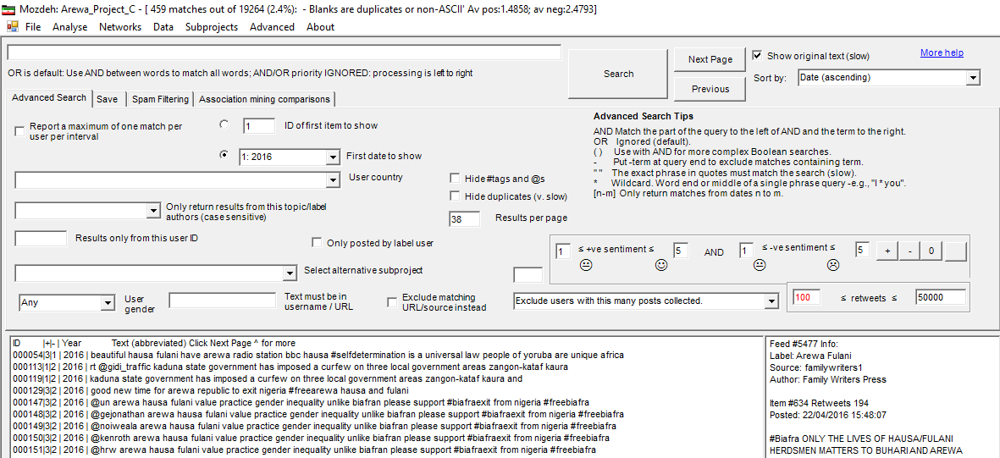 Mozdeh: Arewa_Project_C - [ 459 matches out of 19264 (2.4%):  - Blanks are duplicates or non-ASCII' Av pos:1.4858; av neg:2.4793]
File Analyse Networks Data Subprojects Advanced About
OR is default: Use AND between words to match all words; AND/OR priority IGNORED: processing is left to right
Search
Next Page
Previous
Show original text (slow)
More help
Sort by: Date (ascending)
Advanced Search Save Spam Filtering Association mining comparisons
Report a maximum of one match per
user per interval
1 ID of first item to show
1: 2016 First date to show
User country
Only return results from this topic/label
authors (case sensitive)
Results only from this user ID
Only posted by label user
Hide #tags and @s
Hide duplicates (v. slow)
38 Results per page
Select alternative subproject
Any User
gender
Text must be in
username / URL
Exclude matching
URL/source instead
Exclude users with this many posts collected.
Advanced Search Tips
AND Match the part of the query to the left of AND and the term to the right.
OR Ignored (default).
( ) Use with AND for more complex Boolean searches.
- Put -term at query end to exclude matches containing term.
" " The exact phrase in quotes must match the search (slow).
* Wildcard. Word end or middle of a single phrase query -e.g., "I * you".
[n-m] Only return matches from dates n to m.
1 ≤ +ve sentiment ≤ 5 AND 1 ≤ -ve sentiment ≤ 5 + - 0
100 ≤ retweets ≤ 50000
ID |+|- | Year Text (abbreviated) Click Next Page ^ for more
000054|3|1 | 2016 | beautiful hausa fulani have arewa radio station bbc hausa #selfdetermination is a universal law people of yoruba are unique africa
000113|1|2 | 2016 | rt @gidi_traffic kaduna state government has imposed a curfew on three local government areas zangon-kataf kaura
000119|1|2 | 2016 | kaduna state government has imposed a curfew on three local government areas zangon-kataf kaura and
000129|3|2 | 2016 | good new time for arewa republic to exit nigeria #freearewa hausa and fulani
000147|3|2 | 2016 | @un arewa hausa fulani value practice gender inequality unlike biafran please support #biafraexit from nigeria #freebiafra
000148|3|2 | 2016 | @gejonathan arewa hausa fulani value practice gender inequality unlike biafran please support #biafraexit from nigeria #freebiafra
000149|3|2 | 2016 | @noiweala arewa hausa fulani value practice gender inequality unlike biafran please support #biafraexit from nigeria #freebiafra
000150|3|2 | 2016 | @kenroth arewa hausa fulani value practice gender inequality unlike biafran please support #biafraexit from nigeria #freebiafra
000151|3|2 | 2016 | @hrw arewa hausa fulani value practice gender inequality unlike biafran please support #biafraexit from nigeria #freebiafra
Feed #5477 Info:
Label: Arewa Fulani
Source: familywriters1
Author: Family Writers Press
Item #634 Retweets 194
Posted: 22/04/2016 15:48:07
#Biafra ONLY THE LIVES OF HAUSA/FULANI
HERDSMEN MATTERS TO BUHARI AND AREWA